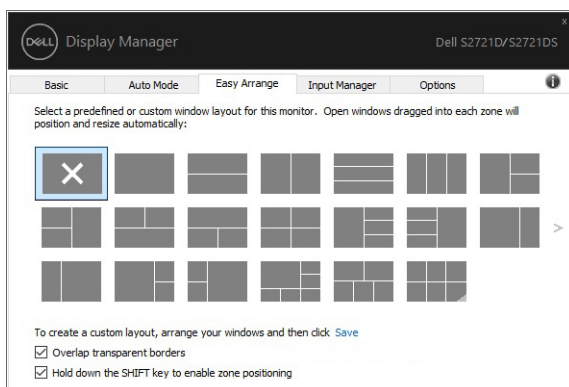 DELL Display Manager Dell S2721D/S2721DS
x
Basic Auto Mode Easy Arrange Input Manager Options i
Select a predefined or custom window layout for this monitor. Open windows dragged into each zone will
position and resize automatically:
>
To create a custom layout, arrange your windows and then click Save
Overlap transparent borders
Hold down the SHIFT key to enable zone positioning